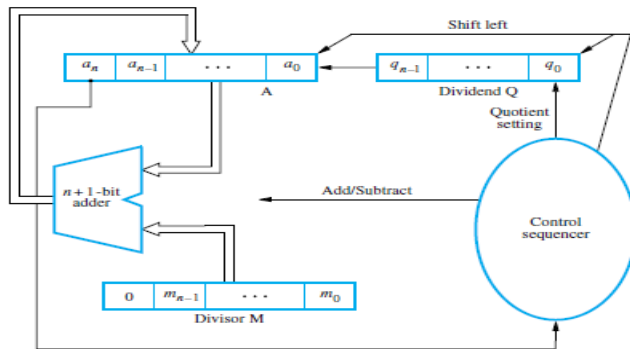 Shift left
aₙ aₙ₋₁ · · · a₀
A
qₙ₋₁ · · · q₀
Dividend Q
Quotient
setting
n + 1-bit
adder
Add/Subtract
Control
sequencer
0 mₙ₋₁ · · · m₀
Divisor M